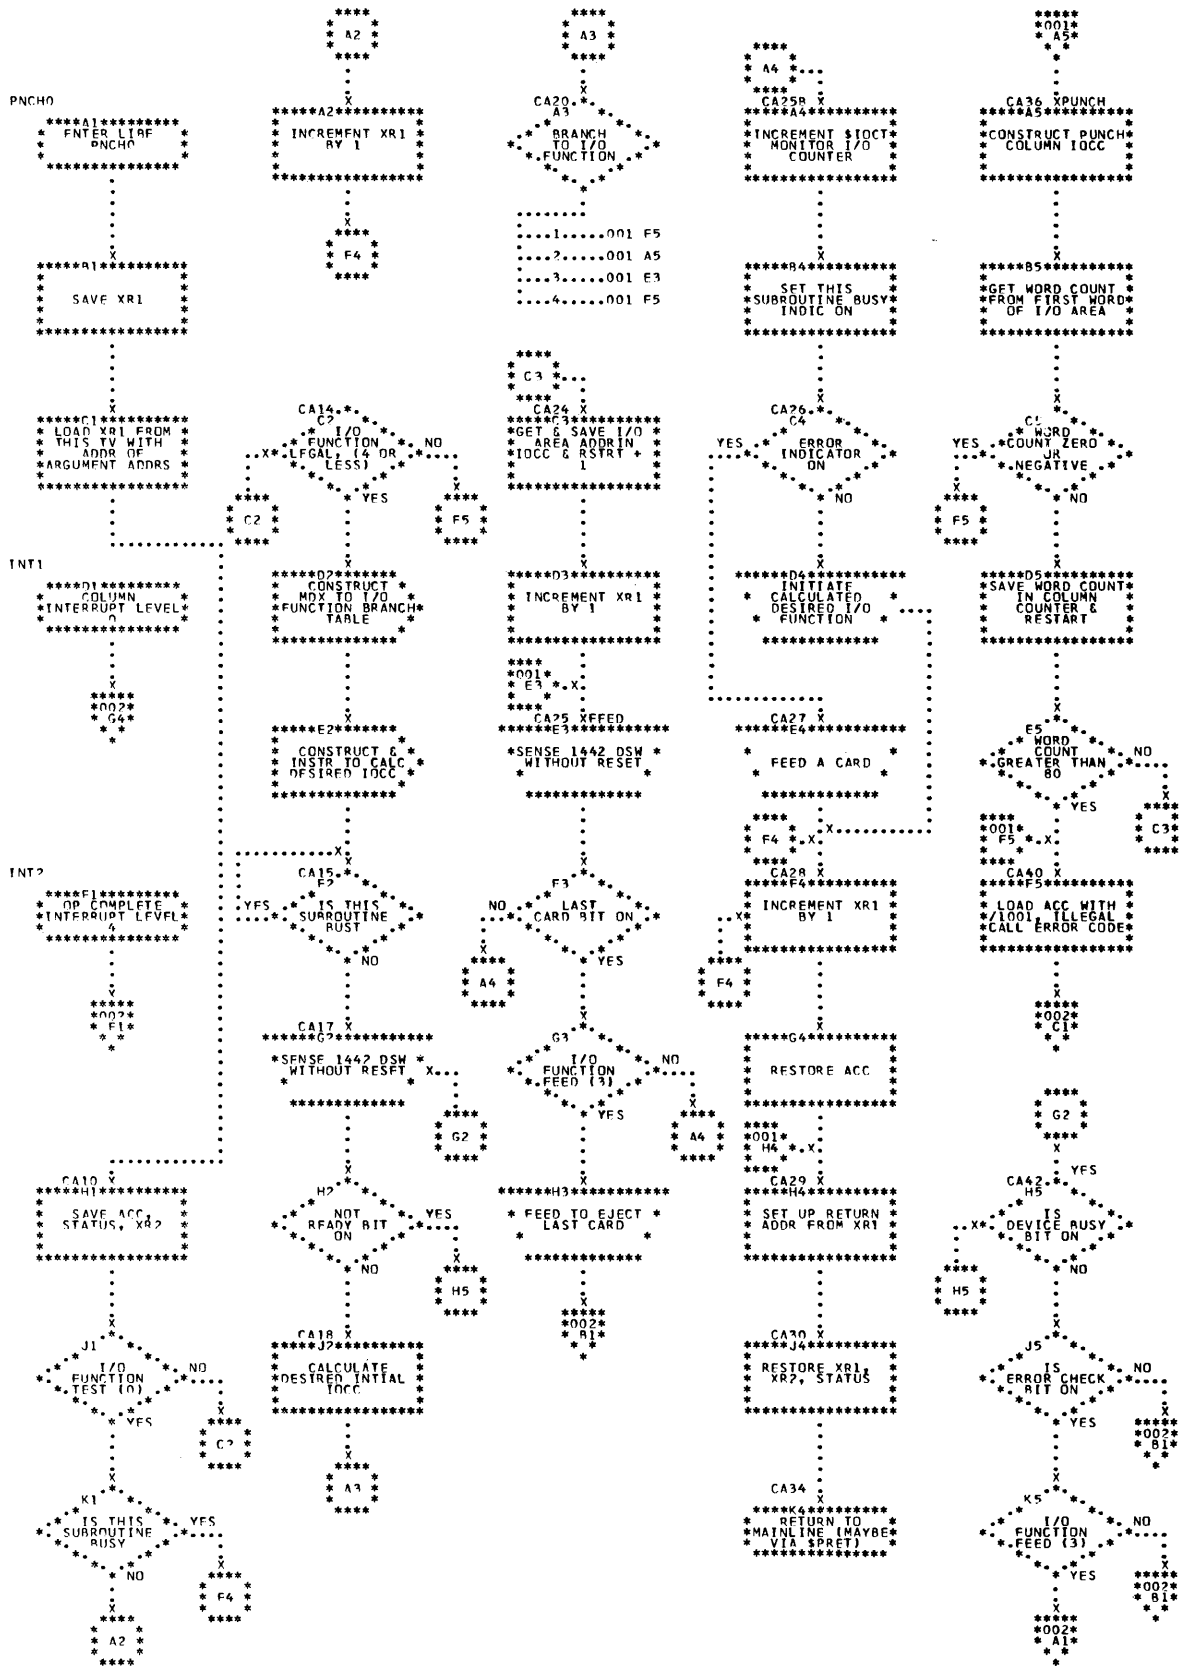 A2
A3
A4
001
A5
PNCH0
A1
ENTER LIBF
PNCH0
A2
INCREMENT XR1
BY 1
F4
CA20
A3
BRANCH
TO I/O
FUNCTION
1.....001 F5
2.....001 A5
3.....001 E3
4.....001 F5
CA25B
A4
INCREMENT $IOCT
MONITOR I/O
COUNTER
CA36 XPUNCH
A5
CONSTRUCT PUNCH
COLUMN IOCC
B1
SAVE XR1
B4
SET THIS
SUBROUTINE BUSY
INDIC ON
B5
GET WORD COUNT
FROM FIRST WORD
OF I/O AREA
C3
C1
LOAD XR1 FROM
THIS TV WITH
ADDR OF
ARGUMENT ADDRS
CA14
C2
I/O
FUNCTION
LEGAL, (4 OR
LESS)
NO
YES
C2
F5
CA24
C3
GET & SAVE I/O
AREA ADDRIN
IOCC & RSTRT +
1
CA26
C4
ERROR
INDICATOR
ON
YES
NO
C5
WORD
COUNT ZERO
OR
NEGATIVE
YES
NO
F5
INT1
D1
COLUMN
INTERRUPT LEVEL
0
002
G4
D2
CONSTRUCT
MDX TO I/O
FUNCTION BRANCH
TABLE
D3
INCREMENT XR1
BY 1
001
E3
D4
INITIATE
CALCULATED
DESIRED I/O
FUNCTION
D5
SAVE WORD COUNT
IN COLUMN
COUNTER &
RESTART
E2
CONSTRUCT &
INSTR TO CALC
DESIRED IOCC
CA25 XFEED
E3
SENSE 1442 DSW
WITHOUT RESET
CA27
E4
FEED A CARD
E5
WORD
COUNT
GREATER THAN
80
NO
YES
C3
F4
001
F5
INT2
F1
OP COMPLETE
INTERRUPT LEVEL
4
002
F1
CA15
F2
IS THIS
SUBROUTINE
BUST
YES
NO
F3
LAST
CARD BIT ON
NO
YES
A4
CA28
F4
INCREMENT XR1
BY 1
F4
CA40
F5
LOAD ACC WITH
/1001, ILLEGAL
CALL ERROR CODE
002
C1
CA17
G2
SENSE 1442 DSW
WITHOUT RESET
G2
G3
I/O
FUNCTION
FEED (3)
NO
YES
A4
G4
RESTORE ACC
001
H4
G2
YES
CA10
H1
SAVE ACC,
STATUS, XR2
H2
NOT
READY BIT
ON
YES
NO
H5
H3
FEED TO EJECT
LAST CARD
002
B1
CA29
H4
SET UP RETURN
ADDR FROM XR1
CA42
H5
IS
DEVICE BUSY
BIT ON
NO
H5
J1
I/O
FUNCTION
TEST (0)
NO
YES
C2
CA18
J2
CALCULATE
DESIRED INTIAL
IOCC
A3
CA30
J4
RESTORE XR1,
XR2, STATUS
J5
IS
ERROR CHECK
BIT ON
NO
YES
002
B1
K1
IS THIS
SUBROUTINE
BUSY
YES
NO
F4
A2
CA34
K4
RETURN TO
MAINLINE (MAYBE
VIA $PRET)
K5
I/O
FUNCTION
FEED (3)
NO
YES
002
B1
002
A1